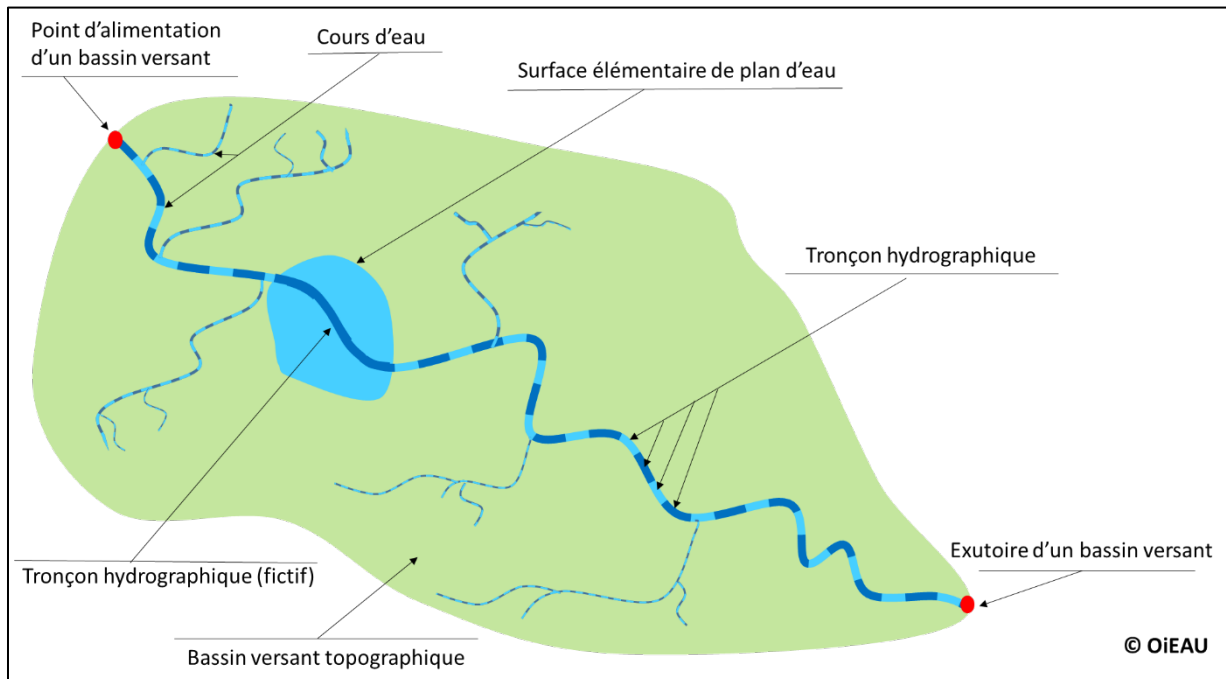 Point d'alimentation
d'un bassin versant
Cours d'eau
Surface élémentaire de plan d'eau
Tronçon hydrographique
Tronçon hydrographique (fictif)
Exutoire d'un bassin versant
Bassin versant topographique
© OiEAU